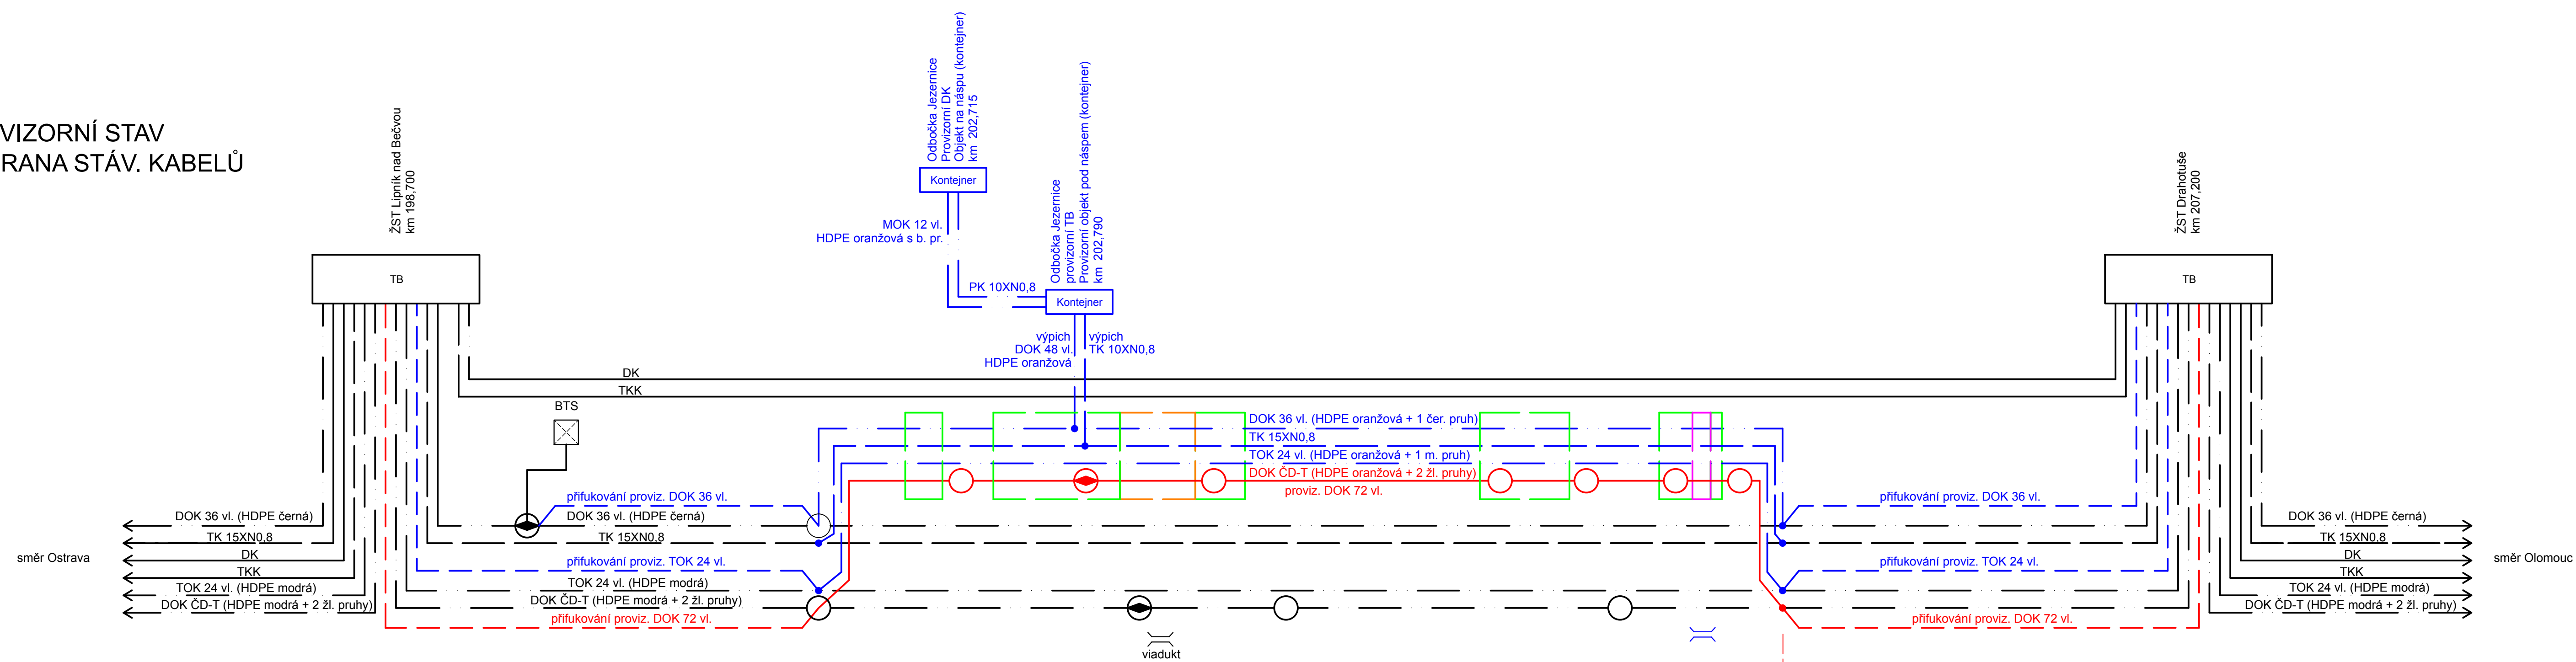 VIZORNÍ STAV
RANA STÁV. KABELŮ
ŽST Lipník nad Bečvou
km 198,700
TB
Odbočka Jezernice
Provizorní DK
Objekt na náspu (kontejner)
km 202,715
Kontejner
MOK 12 vl.
HDPE oranžová s b. pr.
PK 10XN0,8
Odbočka Jezernice
provizorní TB
Provizorní objekt pod náspem (kontejner)
km 202,790
Kontejner
výpich
DOK 48 vl.
HDPE oranžová
výpich
TK 10XN0,8
ŽST Drahotuše
km 207,200
TB
DK
TKK
BTS
DOK 36 vl. (HDPE oranžová + 1 čer. pruh)
TK 15XN0,8
TOK 24 vl. (HDPE oranžová + 1 m. pruh)
DOK ČD-T (HDPE oranžová + 2 žl. pruhy)
proviz. DOK 72 vl.
přifukování proviz. DOK 36 vl.
DOK 36 vl. (HDPE černá)
TK 15XN0,8
přifukování proviz. TOK 24 vl.
TOK 24 vl. (HDPE modrá)
DOK ČD-T (HDPE modrá + 2 žl. pruhy)
přifukování proviz. DOK 72 vl.
směr Ostrava
DOK 36 vl. (HDPE černá)
TK 15XN0,8
DK
TKK
TOK 24 vl. (HDPE modrá)
DOK ČD-T (HDPE modrá + 2 žl. pruhy)
viadukt
přifukování proviz. DOK 36 vl.
přifukování proviz. TOK 24 vl.
přifukování proviz. DOK 72 vl.
DOK 36 vl. (HDPE černá)
TK 15XN0,8
DK
TKK
TOK 24 vl. (HDPE modrá)
DOK ČD-T (HDPE modrá + 2 žl. pruhy)
směr Olomouc